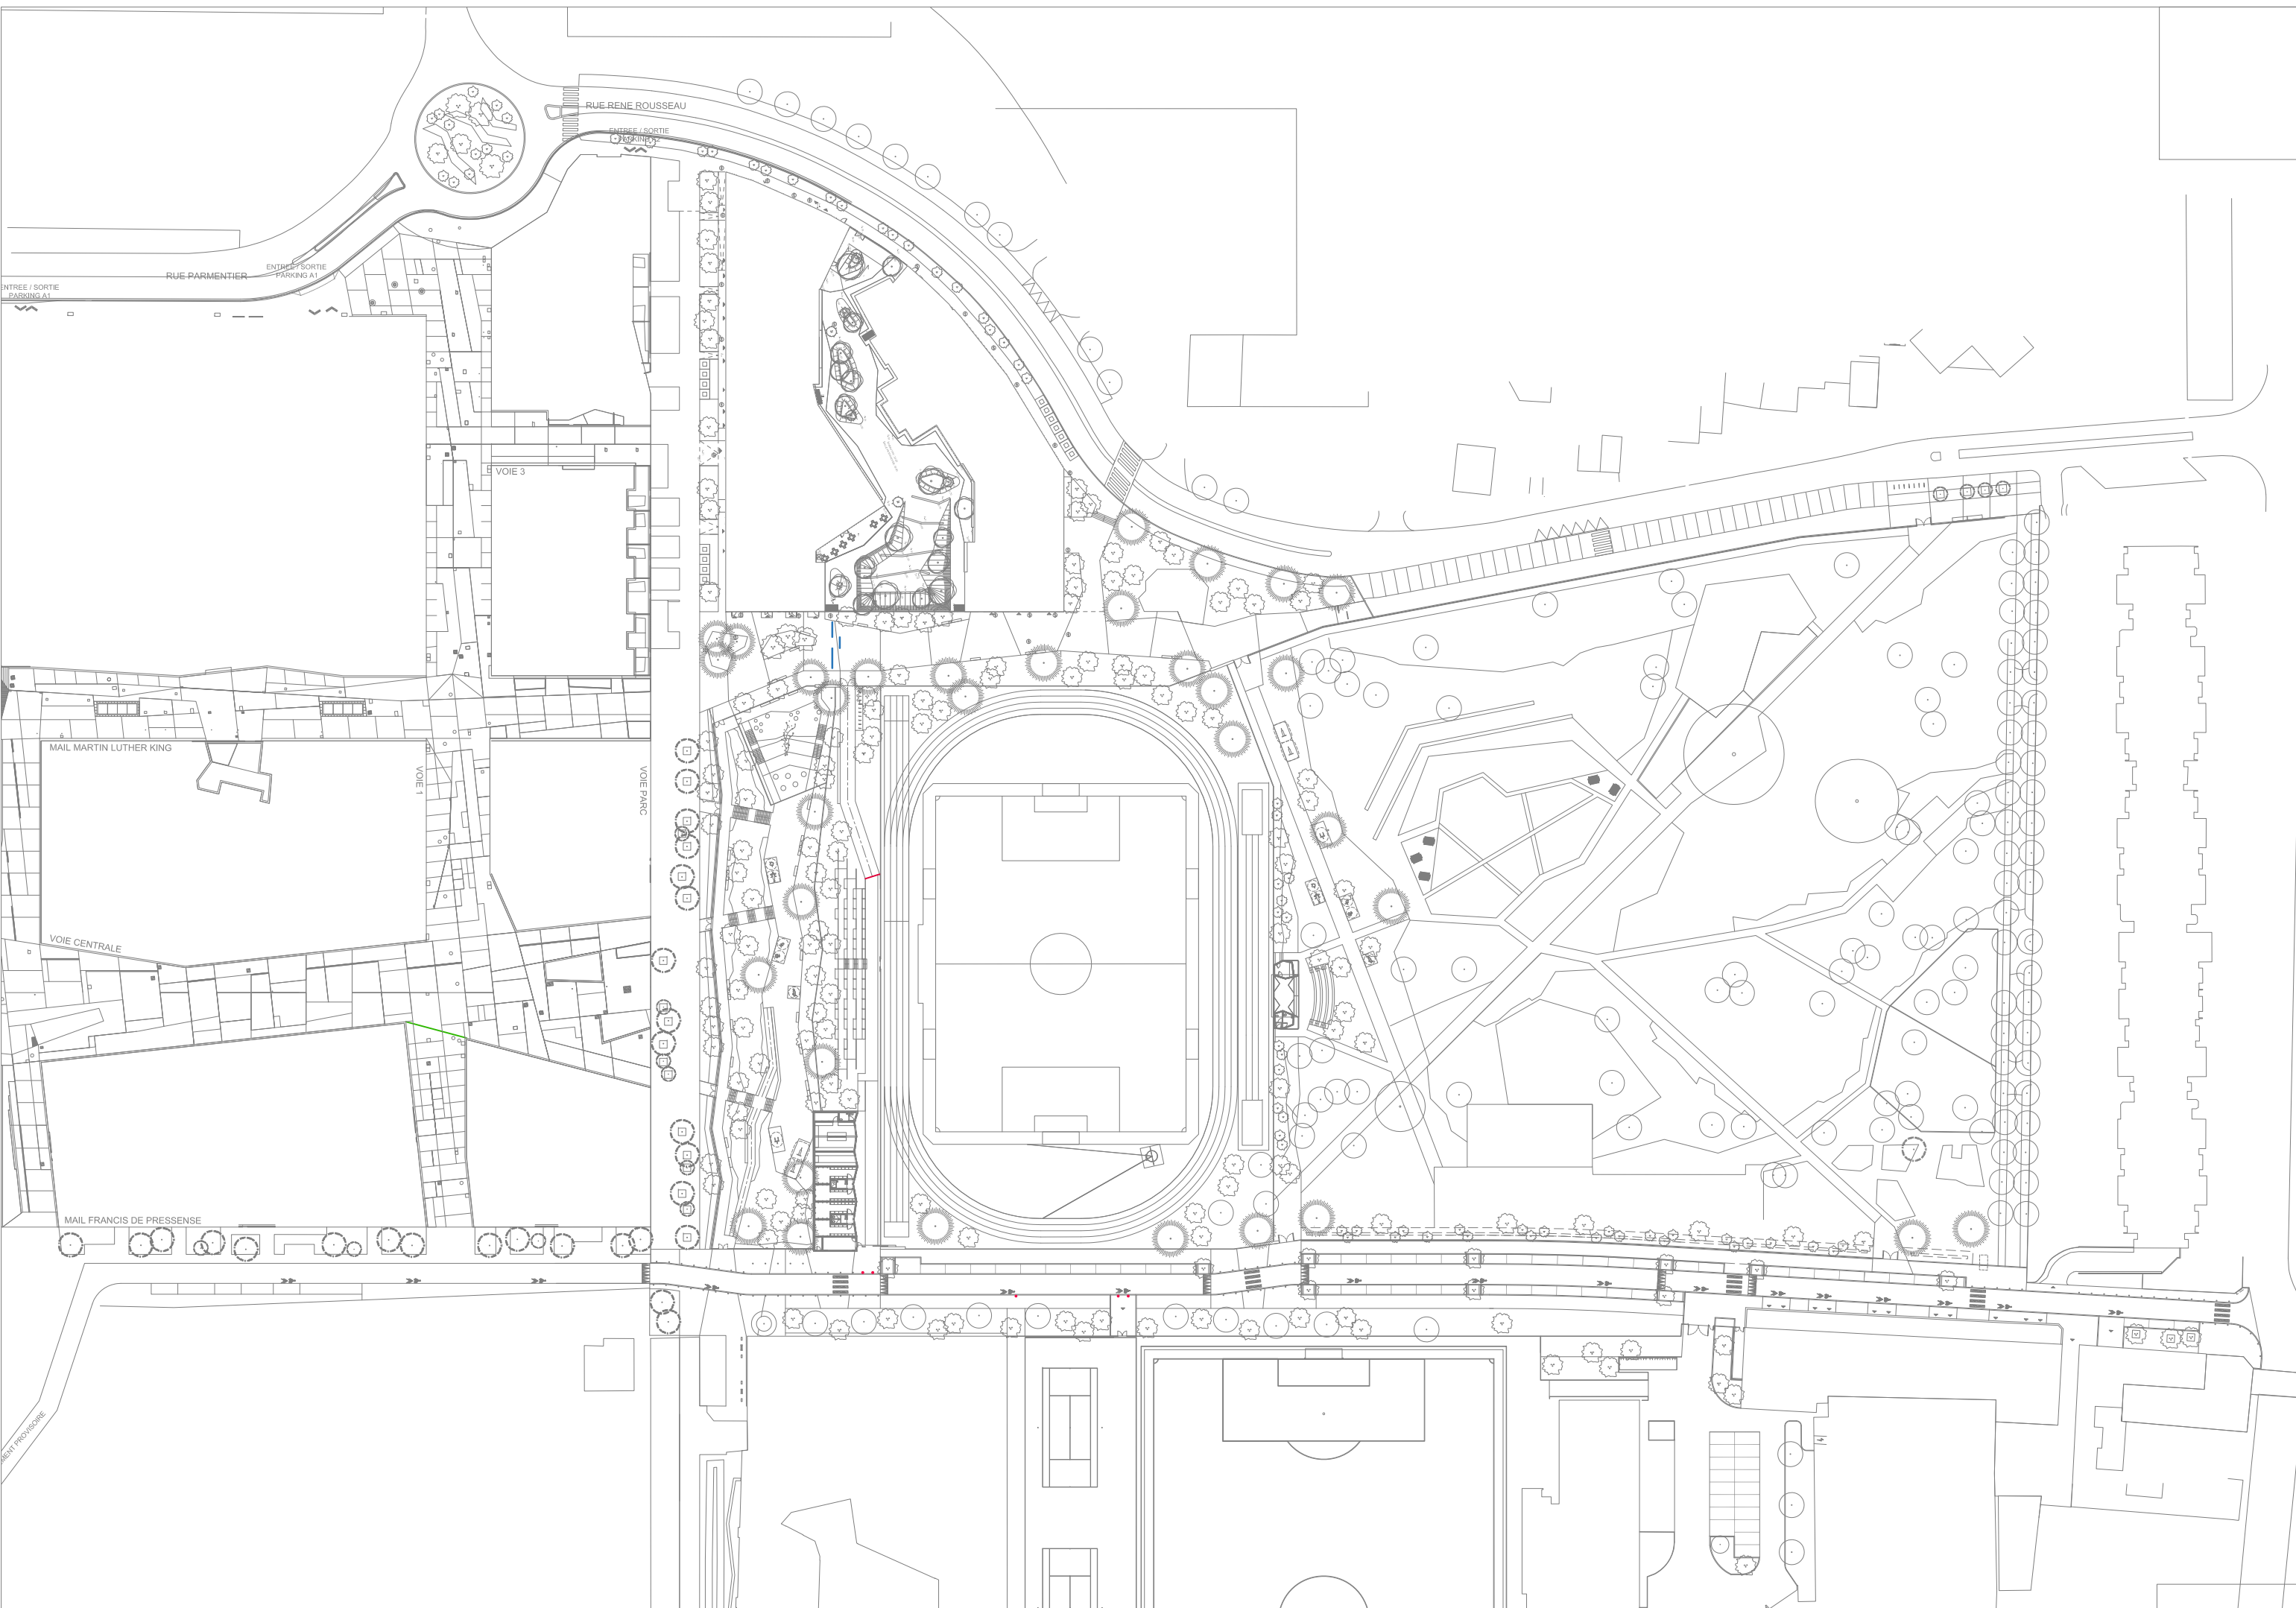 RUE RENE ROUSSEAU
ENTREE / SORTIE
RUE PARMENTIER
ENTREE / SORTIE
PARKING A1
ENTREE / SORTIE
PARKING A1
VOIE 3
MAIL MARTIN LUTHER KING
VOIE 1
VOIE PARC
VOIE CENTRALE
MAIL FRANCIS DE PRESSENSE
PROVISOIRE